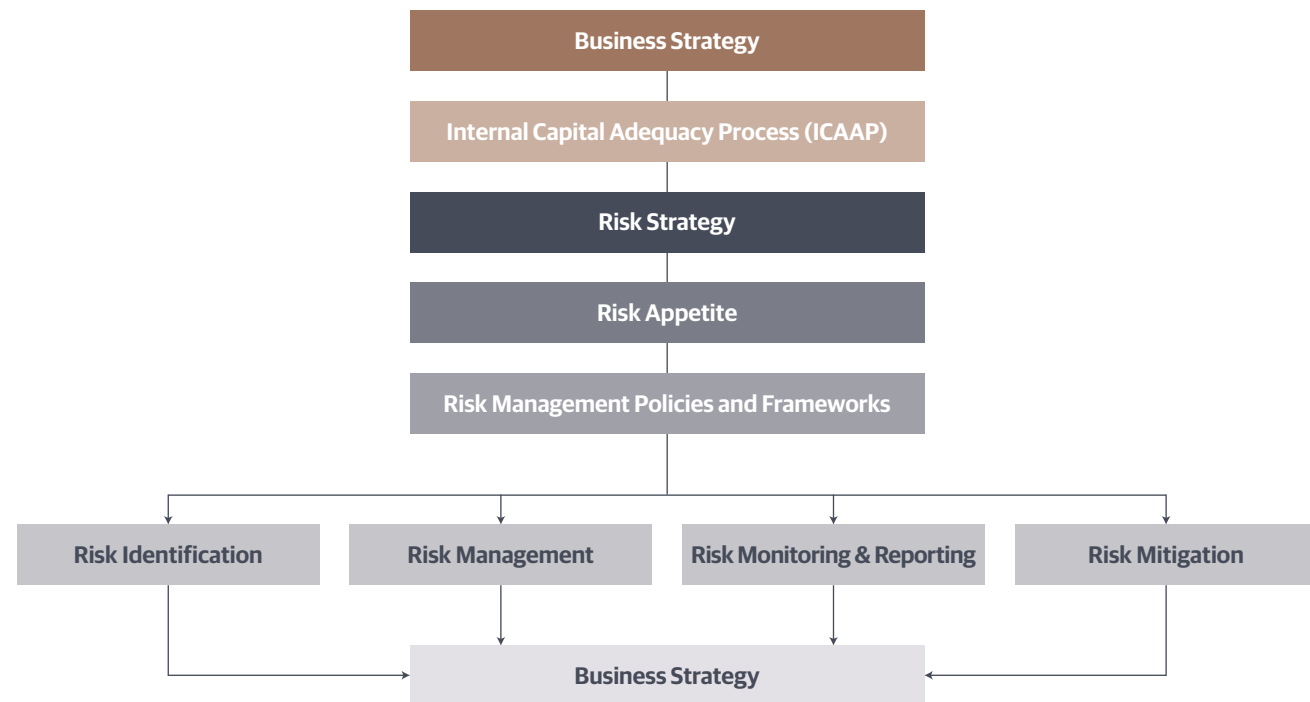 Business Strategy
Internal Capital Adequacy Process (ICAAP)
Risk Strategy
Risk Appetite
Risk Management Policies and Frameworks
Risk Identification
Risk Management
Risk Monitoring & Reporting
Risk Mitigation
Business Strategy